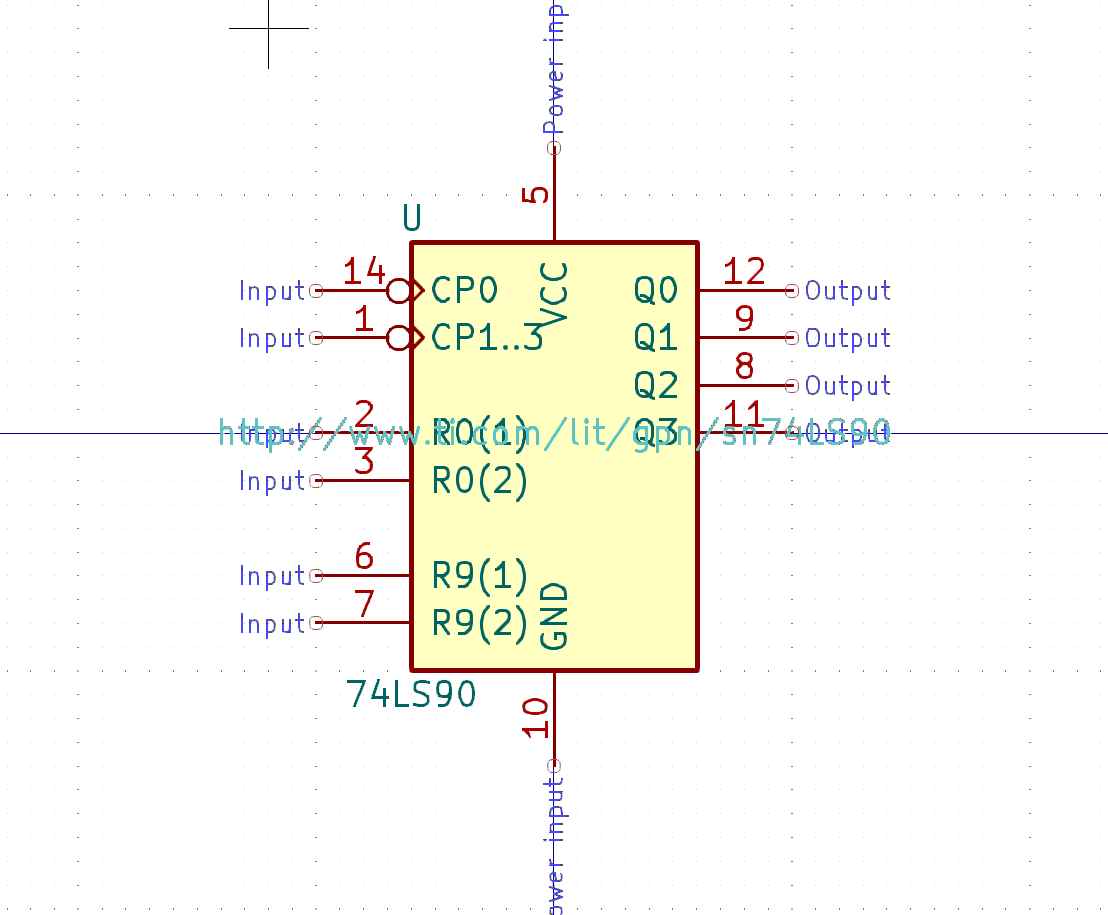 Power inp
5
U
14 12
Input CP0 VCC Q0 Output
1 9
Input CP1..3 Q1 Output
8
Q2 Output
2 11
Input R0(1) Q3 Output
http://www.ti.com/lit/gpn/sn74LS90
3
Input R0(2)
6
Input R9(1)
7
Input R9(2) GND
74LS90
10
ower input